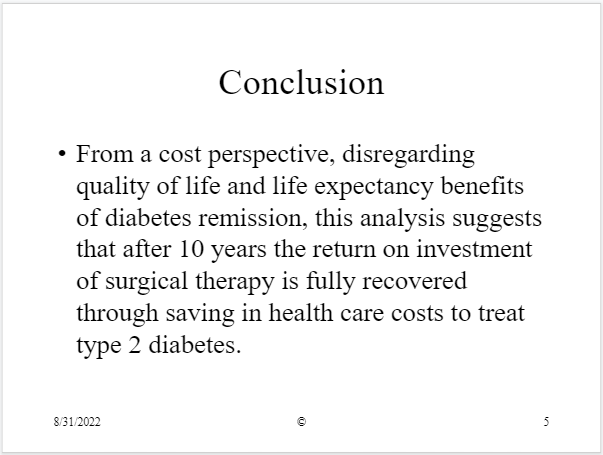 Conclusion
• From a cost perspective, disregarding
quality of life and life expectancy benefits
of diabetes remission, this analysis suggests
that after 10 years the return on investment
of surgical therapy is fully recovered
through saving in health care costs to treat
type 2 diabetes.
8/31/2022 © 5